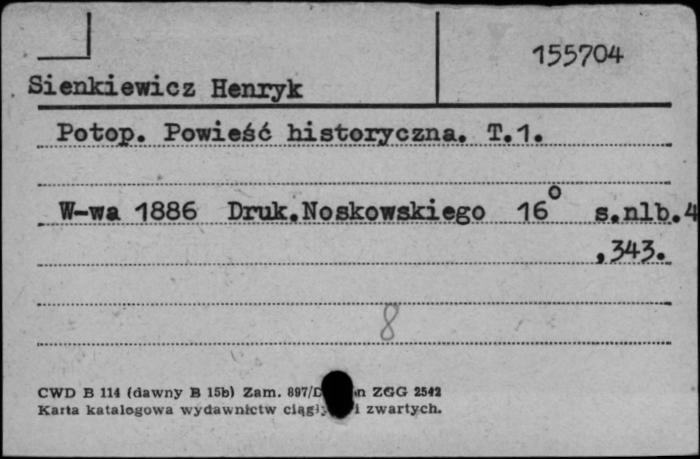 155704
Sienkiewicz Henryk
Potop. Powieść historyczna. T.1.
W-wa 1886 Druk.Noskowskiego 16° s.nlb.4
,343.
8
CWD B 114 (dawny B 15b) Zam. 897/D ZGG 2542
Karta katalogowa wydawnictw i zwartych.